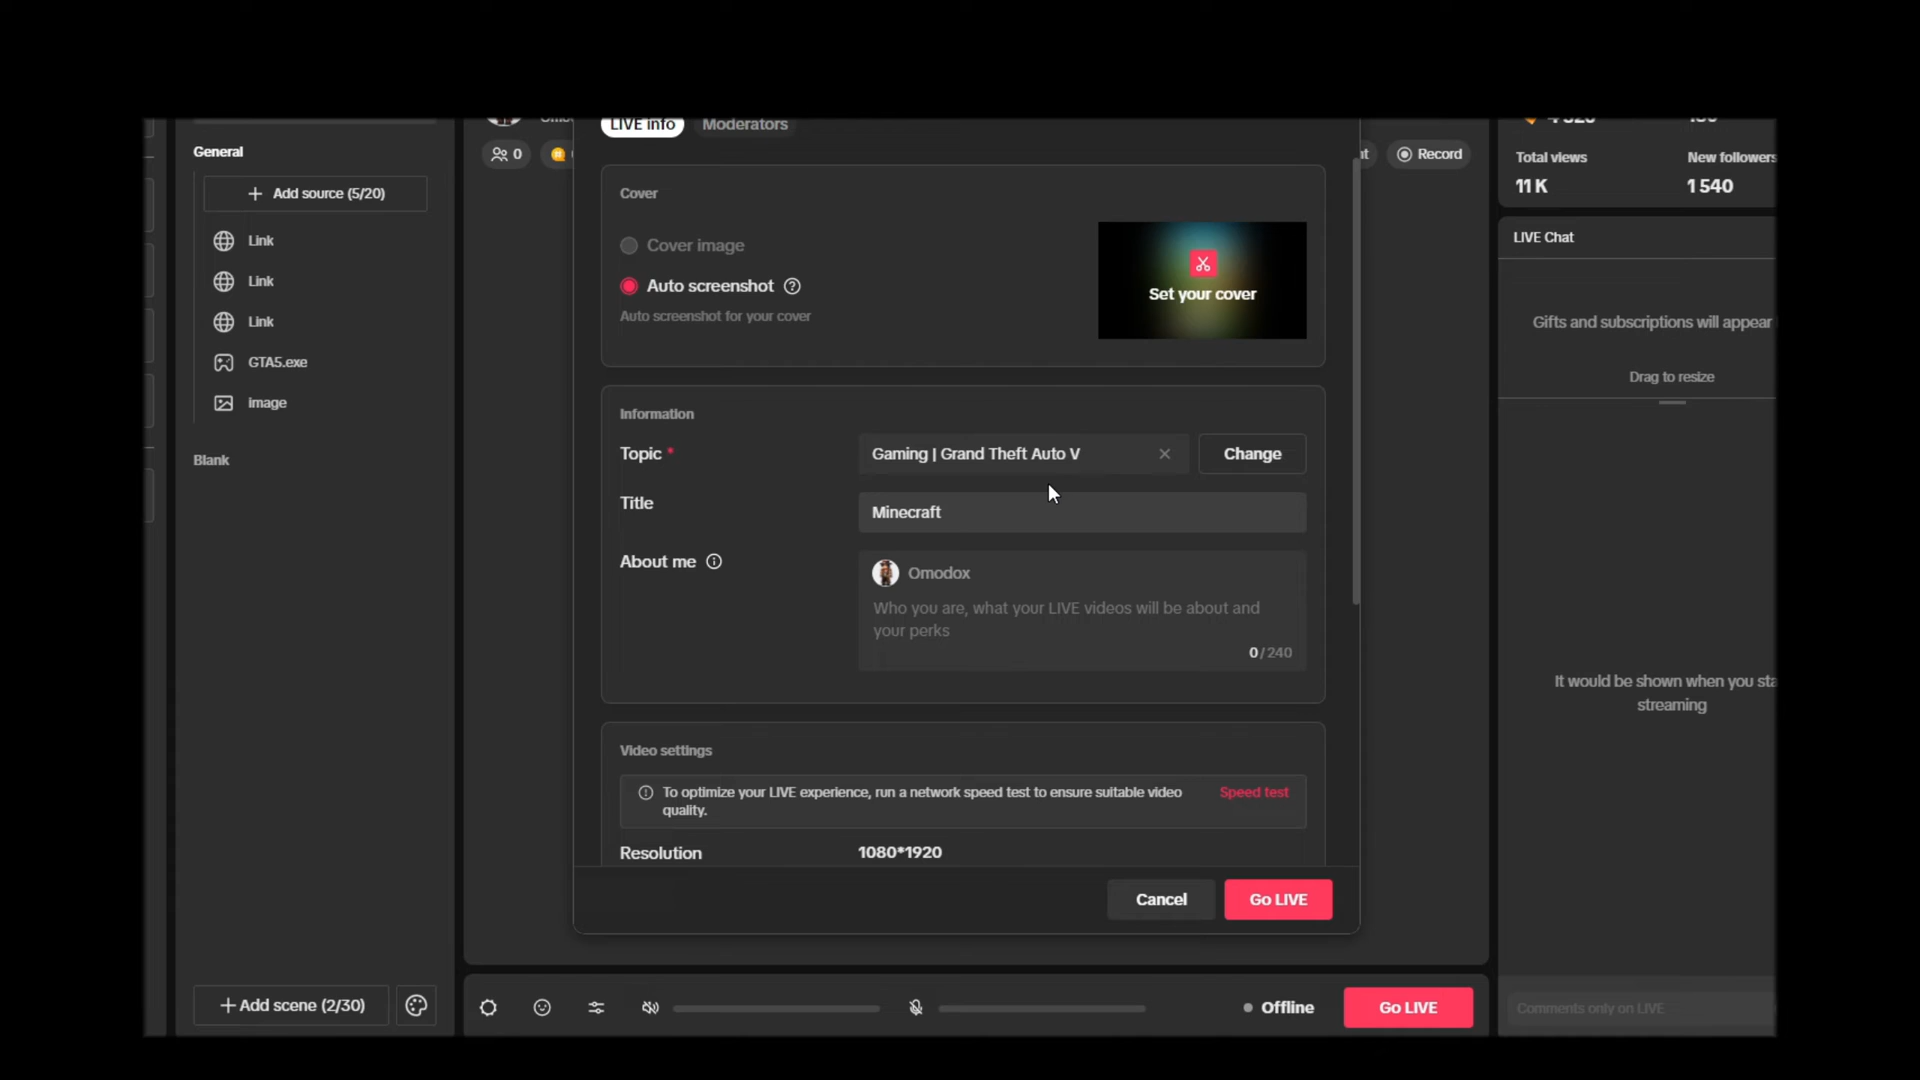 LIVE info
Moderators
General
0
Record
Total views
New followers
11K
1 540
Add source (5/20)
Cover
LIVE Chat
Link
Cover image
Link
Auto screenshot
Set your cover
Auto screenshot for your cover
Gifts and subscriptions will appear
Link
GTA5.exe
Drag to resize
image
Information
Blank
Topic *
Gaming | Grand Theft Auto V
Change
Title
Minecraft
About me
Omodox
Who you are, what your LIVE videos will be about and
your perks
0/240
It would be shown when you sta
streaming
Video settings
To optimize your LIVE experience, run a network speed test to ensure suitable video
quality.
Speed test
Resolution
1080*1920
Cancel
Go LIVE
Add scene (2/30)
Offline
Go LIVE
Comments only on LIVE